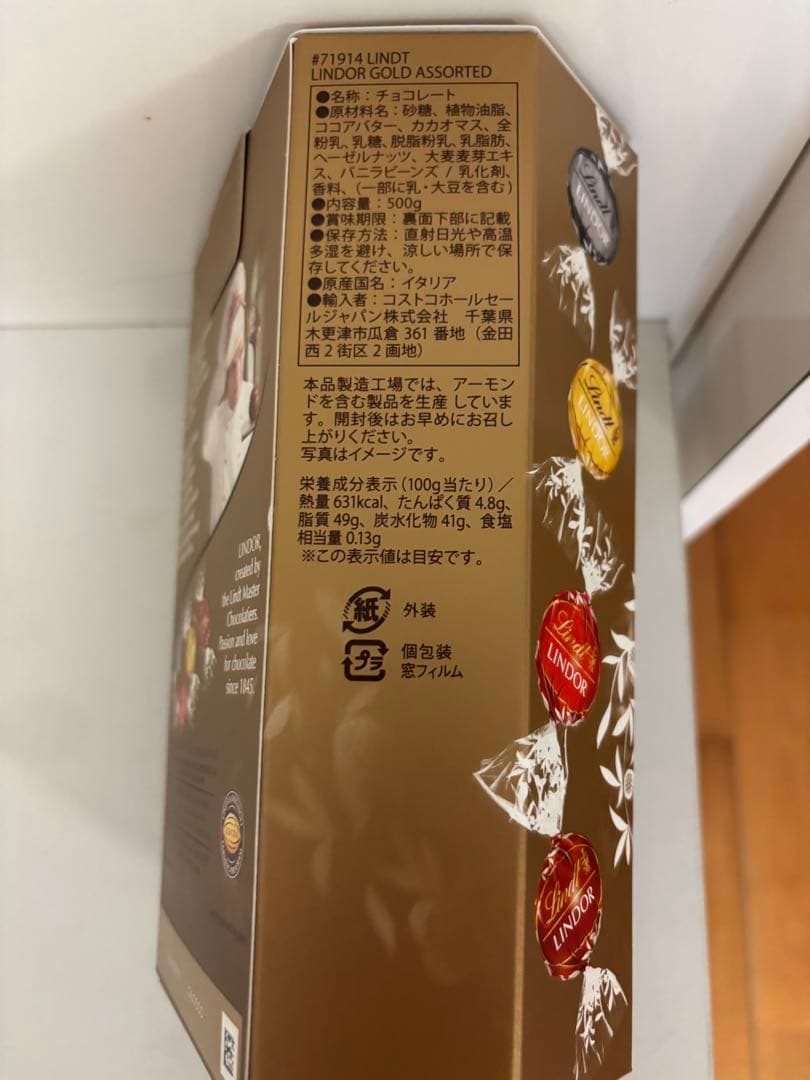 #71914 LINDT
LINDOR GOLD ASSORTED
●名称：チョコレート
●原材料名：砂糖、植物油脂、
ココアバター、カカオマス、全
粉乳、乳糖、脱脂粉乳、乳脂肪、
ヘーゼルナッツ、大麦麦芽エキ
ス、バニラビーンズ / 乳化剤、
香料、（一部に乳・大豆を含む）
●内容量：500g
●賞味期限：裏面下部に記載
●保存方法：直射日光や高温
多湿を避け、涼しい場所で保
存してください。
●原産国名：イタリア
●輸入者：コストコホールセー
ルジャパン株式会社　千葉県
木更津市瓜倉 361 番地（金田
西 2 街区 2 画地）
本品製造工場では、アーモン
ドを含む製品を生産 していま
す。開封後はお早めにお召し
上がりください。
写真はイメージです。
栄養成分表示（100g当たり）／
熱量 631kcal、たんぱく質 4.8g、
脂質 49g、炭水化物 41g、食塩
相当量 0.13g
※この表示値は目安です。
紙 外装
プラ 個包装
窓フィルム
LINDOR,
created by
the Lindt Master
Chocolatiers.
Passion and love
for chocolate
since 1845.
Lindt
Lindt
LINDOR
Lindt
LINDOR
Lindt
LINDOR